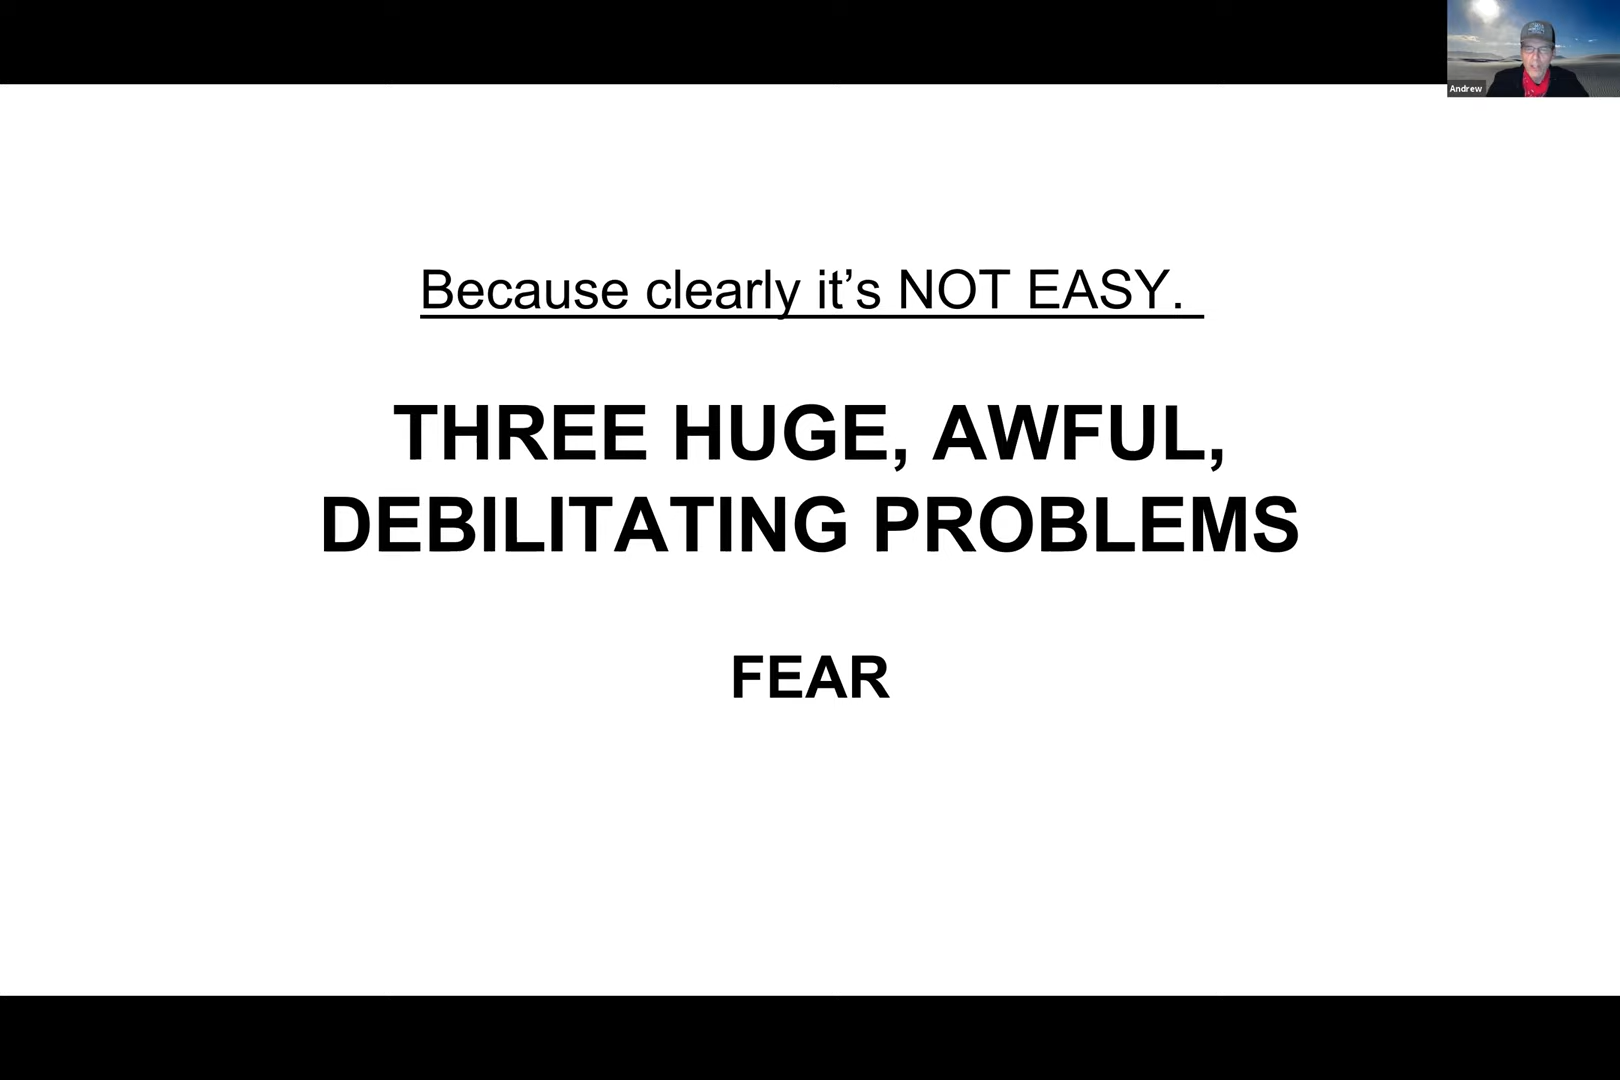 Andrew
Because clearly it’s NOT EASY.
THREE HUGE, AWFUL,
DEBILITATING PROBLEMS
FEAR